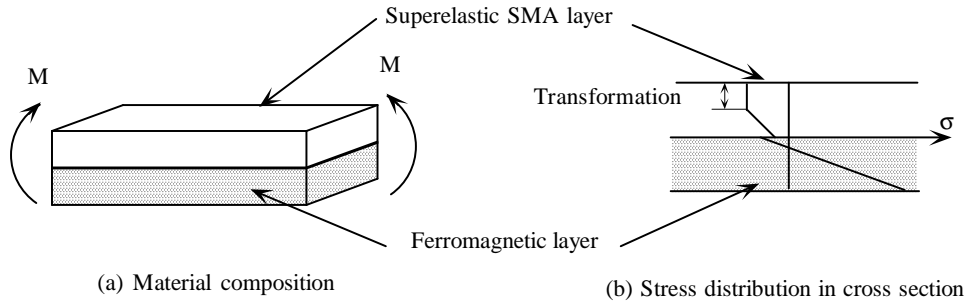 Superelastic SMA layer
M
M
Transformation
σ
Ferromagnetic layer
(a) Material composition
(b) Stress distribution in cross section